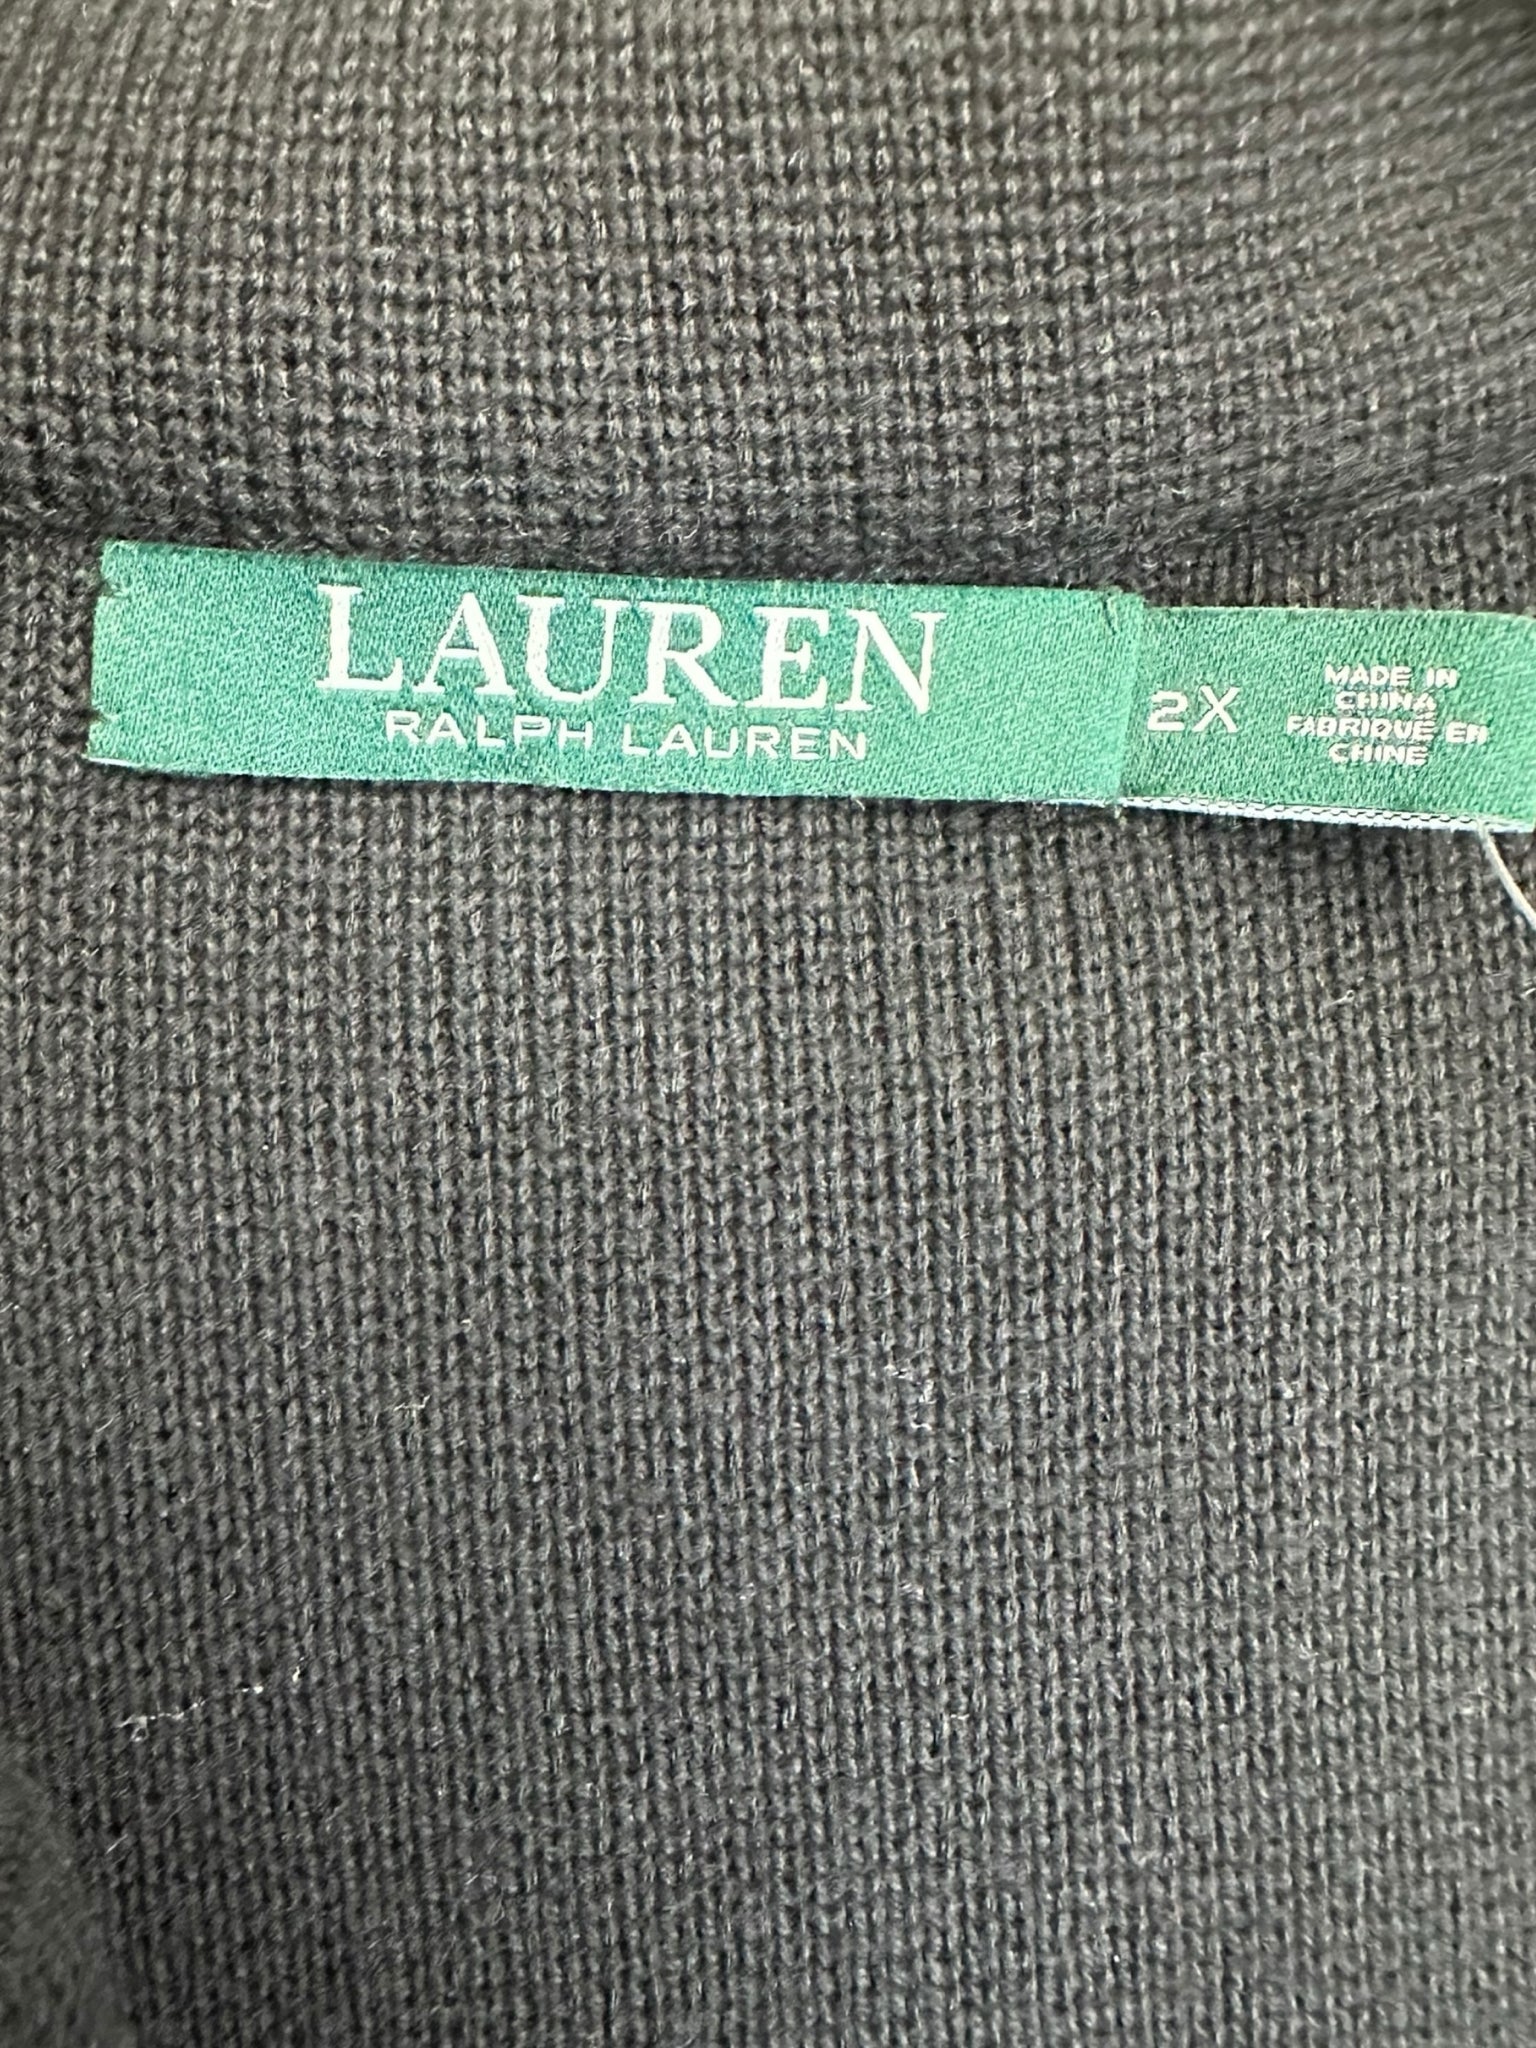 LAUREN
RALPH LAUREN
2X
MADE IN
CHINA
FABRIQUÉ EN
CHINE